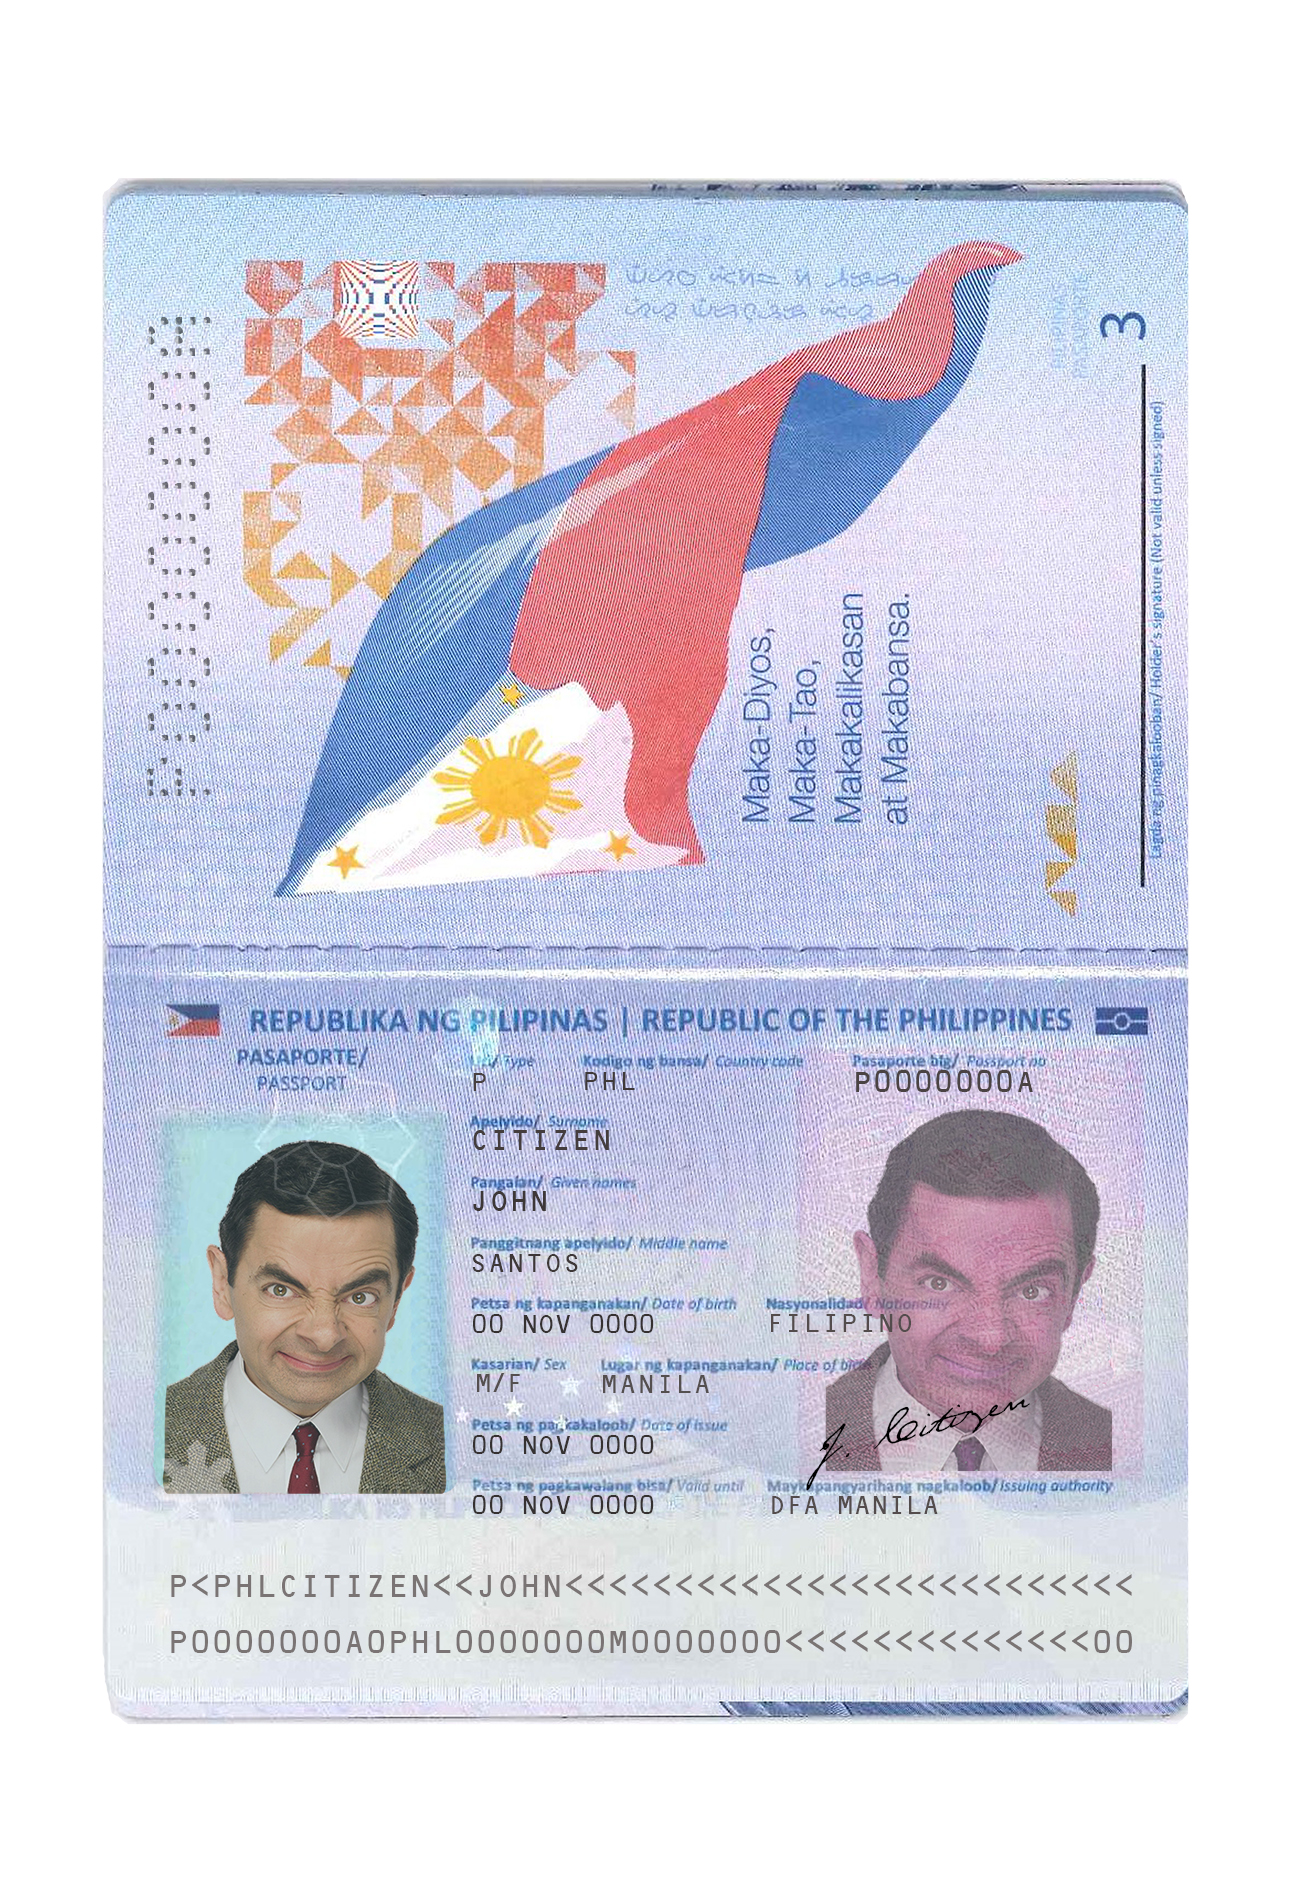 P0000000A
3
Maka-Diyos,
Maka-Tao,
Makakalikasan
at Makabansa.
Lagda ng pinagkalooban/ Holder's signature (Not valid unless signed)
REPUBLIKA NG PILIPINAS | REPUBLIC OF THE PHILIPPINES
PASAPORTE/
PASSPORT
Type Kodigo ng bansa/ Country code Pasaporte blg/ Passport no
P PHL P0000000A
Apelyido/ Surname
CITIZEN
Pangalan/ Given names
JOHN
Panggitnang apelyido/ Middle name
SANTOS
Petsa ng kapanganakan/ Date of birth Nasyonalidad/ Nationality
00 NOV 0000 FILIPINO
Kasarian/ Sex Lugar ng kapanganakan/ Place of birth
M/F MANILA
Petsa ng pagkakaloob/ Date of issue
00 NOV 0000
J. Citizen
Petsa ng pagkawalang bisa/ Valid until Maykapangyarihang nagkaloob/ Issuing authority
00 NOV 0000 DFA MANILA
P<PHLCITIZEN<<JOHN<<<<<<<<<<<<<<<<<<<<<<<<<<
P0000000A0PHL0000000M0000000<<<<<<<<<<<<<<00